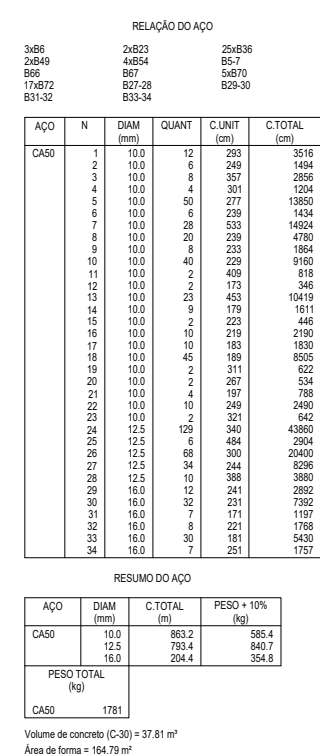 RELAÇÃO DO AÇO
3xB6 2xB23 25xB36
2xB49 4xB54 B5-7
B66 B67 5xB70
17xB72 B27-28 B29-30
B31-32 B33-34
AÇO N DIAM QUANT C.UNIT C.TOTAL
(mm) (cm) (cm)
CA50 1 10.0 12 293 3516
2 10.0 6 249 1494
3 10.0 8 357 2856
4 10.0 4 301 1204
5 10.0 50 277 13850
6 10.0 6 239 1434
7 10.0 28 533 14924
8 10.0 20 239 4780
9 10.0 8 233 1864
10 10.0 40 229 9160
11 10.0 2 409 818
12 10.0 2 173 346
13 10.0 23 453 10419
14 10.0 9 179 1611
15 10.0 2 223 446
16 10.0 10 219 2190
17 10.0 10 183 1830
18 10.0 45 189 8505
19 10.0 2 311 622
20 10.0 2 267 534
21 10.0 4 197 788
22 10.0 10 249 2490
23 10.0 2 321 642
24 12.5 129 340 43860
25 12.5 6 484 2904
26 12.5 68 300 20400
27 12.5 34 244 8296
28 12.5 10 388 3880
29 16.0 12 241 2892
30 16.0 32 231 7392
31 16.0 7 171 1197
32 16.0 8 221 1768
33 16.0 30 181 5430
34 16.0 7 251 1757
RESUMO DO AÇO
AÇO DIAM C.TOTAL PESO + 10%
(mm) (m) (kg)
CA50 10.0 863.2 585.4
12.5 793.4 840.7
16.0 204.4 354.8
PESO TOTAL
(kg)
CA50 1781
Volume de concreto (C-30) = 37.81 m³
Área de forma = 164.79 m²